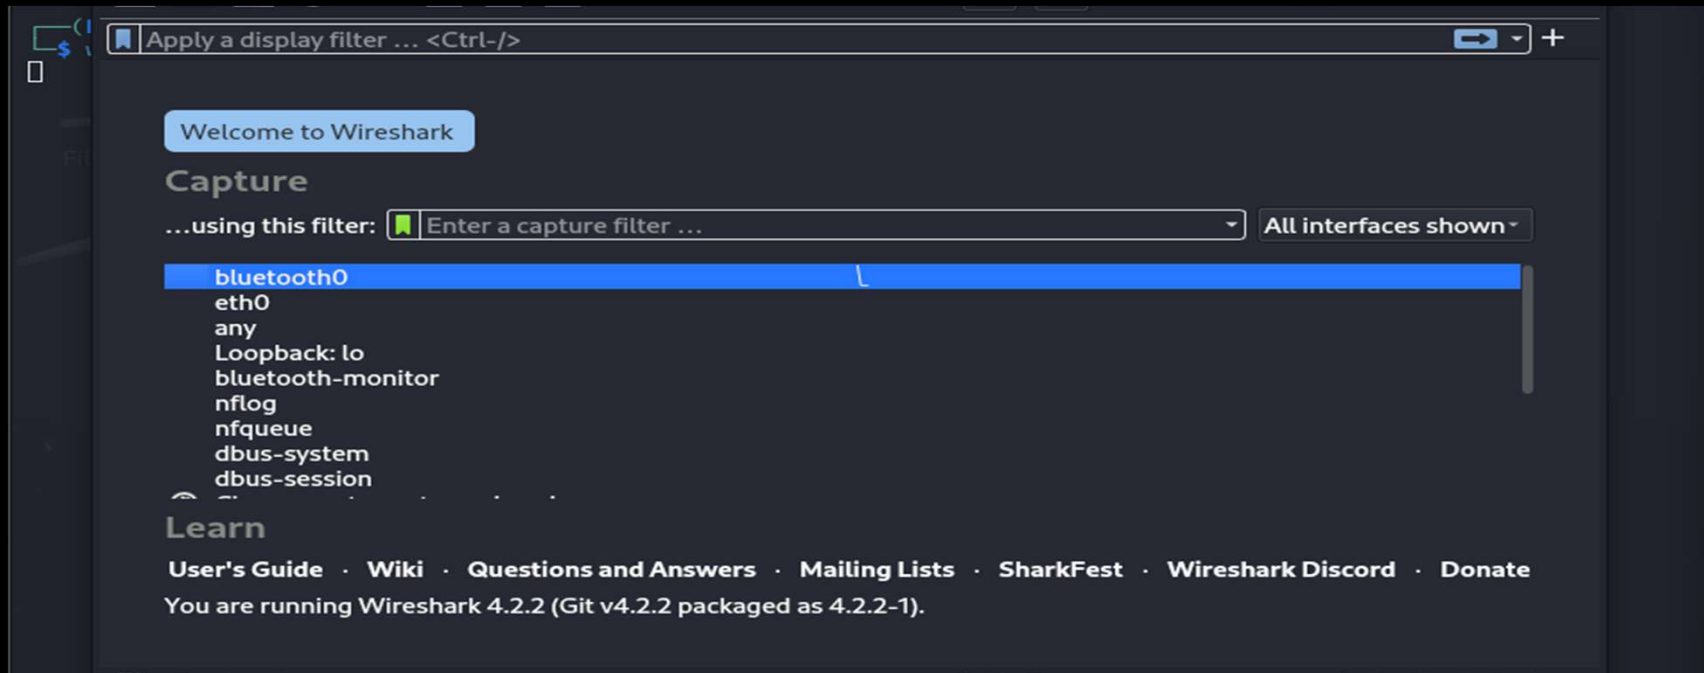 $
Apply a display filter … <Ctrl-/>
Welcome to Wireshark
Capture
…using this filter: Enter a capture filter … All interfaces shown
bluetooth0
eth0
any
Loopback: lo
bluetooth-monitor
nflog
nfqueue
dbus-system
dbus-session
Learn
User's Guide · Wiki · Questions and Answers · Mailing Lists · SharkFest · Wireshark Discord · Donate
You are running Wireshark 4.2.2 (Git v4.2.2 packaged as 4.2.2-1).